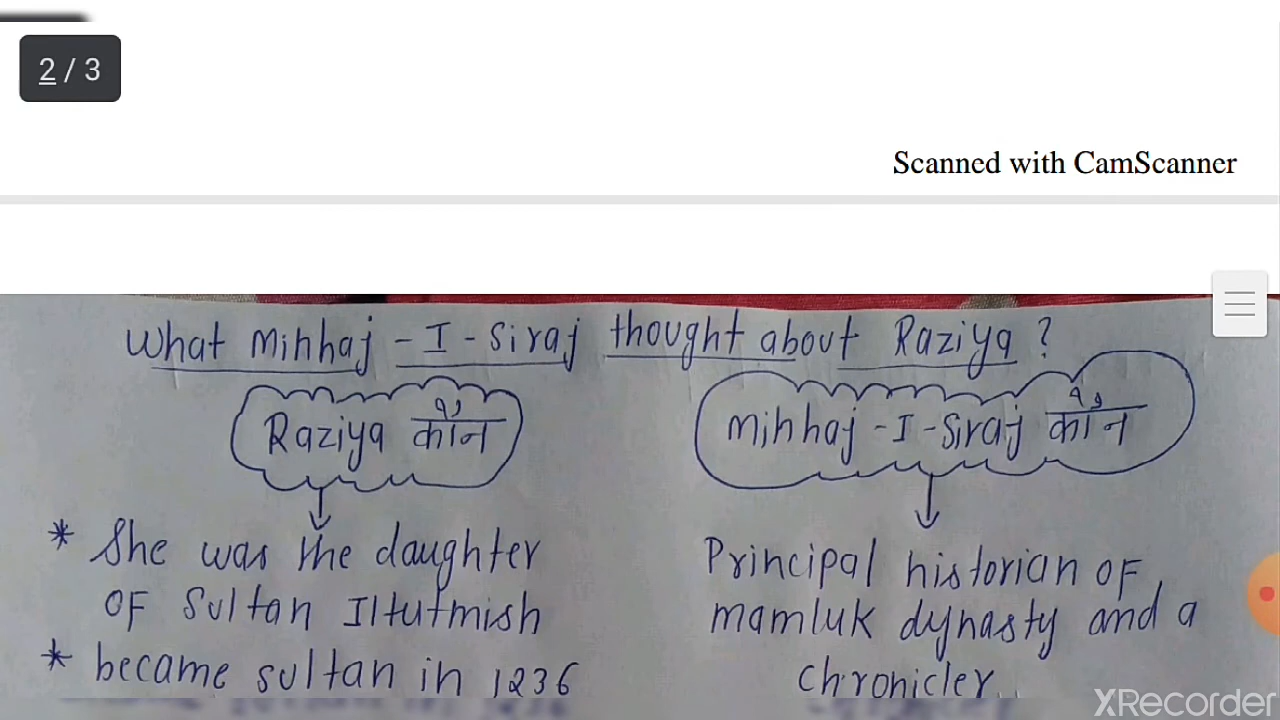 2 / 3
Scanned with CamScanner
What Minhaj - I - Siraj thought about Raziya ?
Raziya कौन
Minhaj - I - Siraj कौन
* She was the daughter
OF Sultan Iltutmish
* became sultan in 1236
Principal historian OF
mamluk dynasty and a
chronicler.
XRecorder